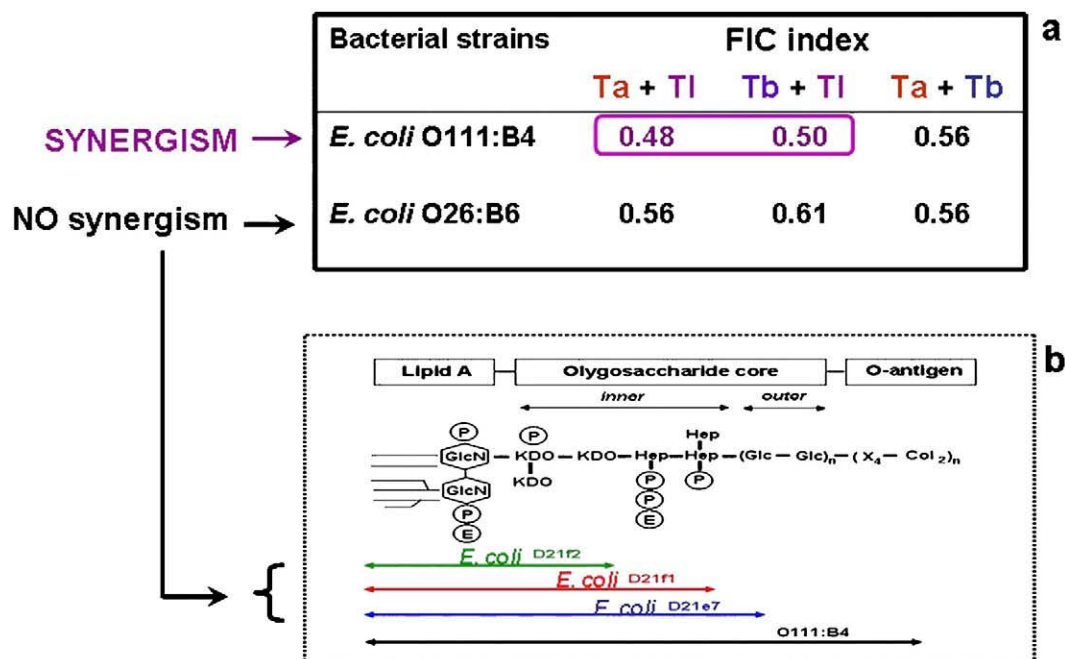 a
Bacterial strains FIC index
Ta + Tl Tb + Tl Ta + Tb
SYNERGISM E. coli O111:B4 0.48 0.50 0.56
NO synergism E. coli O26:B6 0.56 0.61 0.56
b
Lipid A Olygosaccharide core O-antigen
inner outer
P P Hep
GlcN KDO KDO Hep Hep (Glc Glc)n ( X4 Col 2)n
KDO
GlcN P P
P P
E E
E. coli D21f2
E. coli D21f1
E. coli D21e7
O111:B4